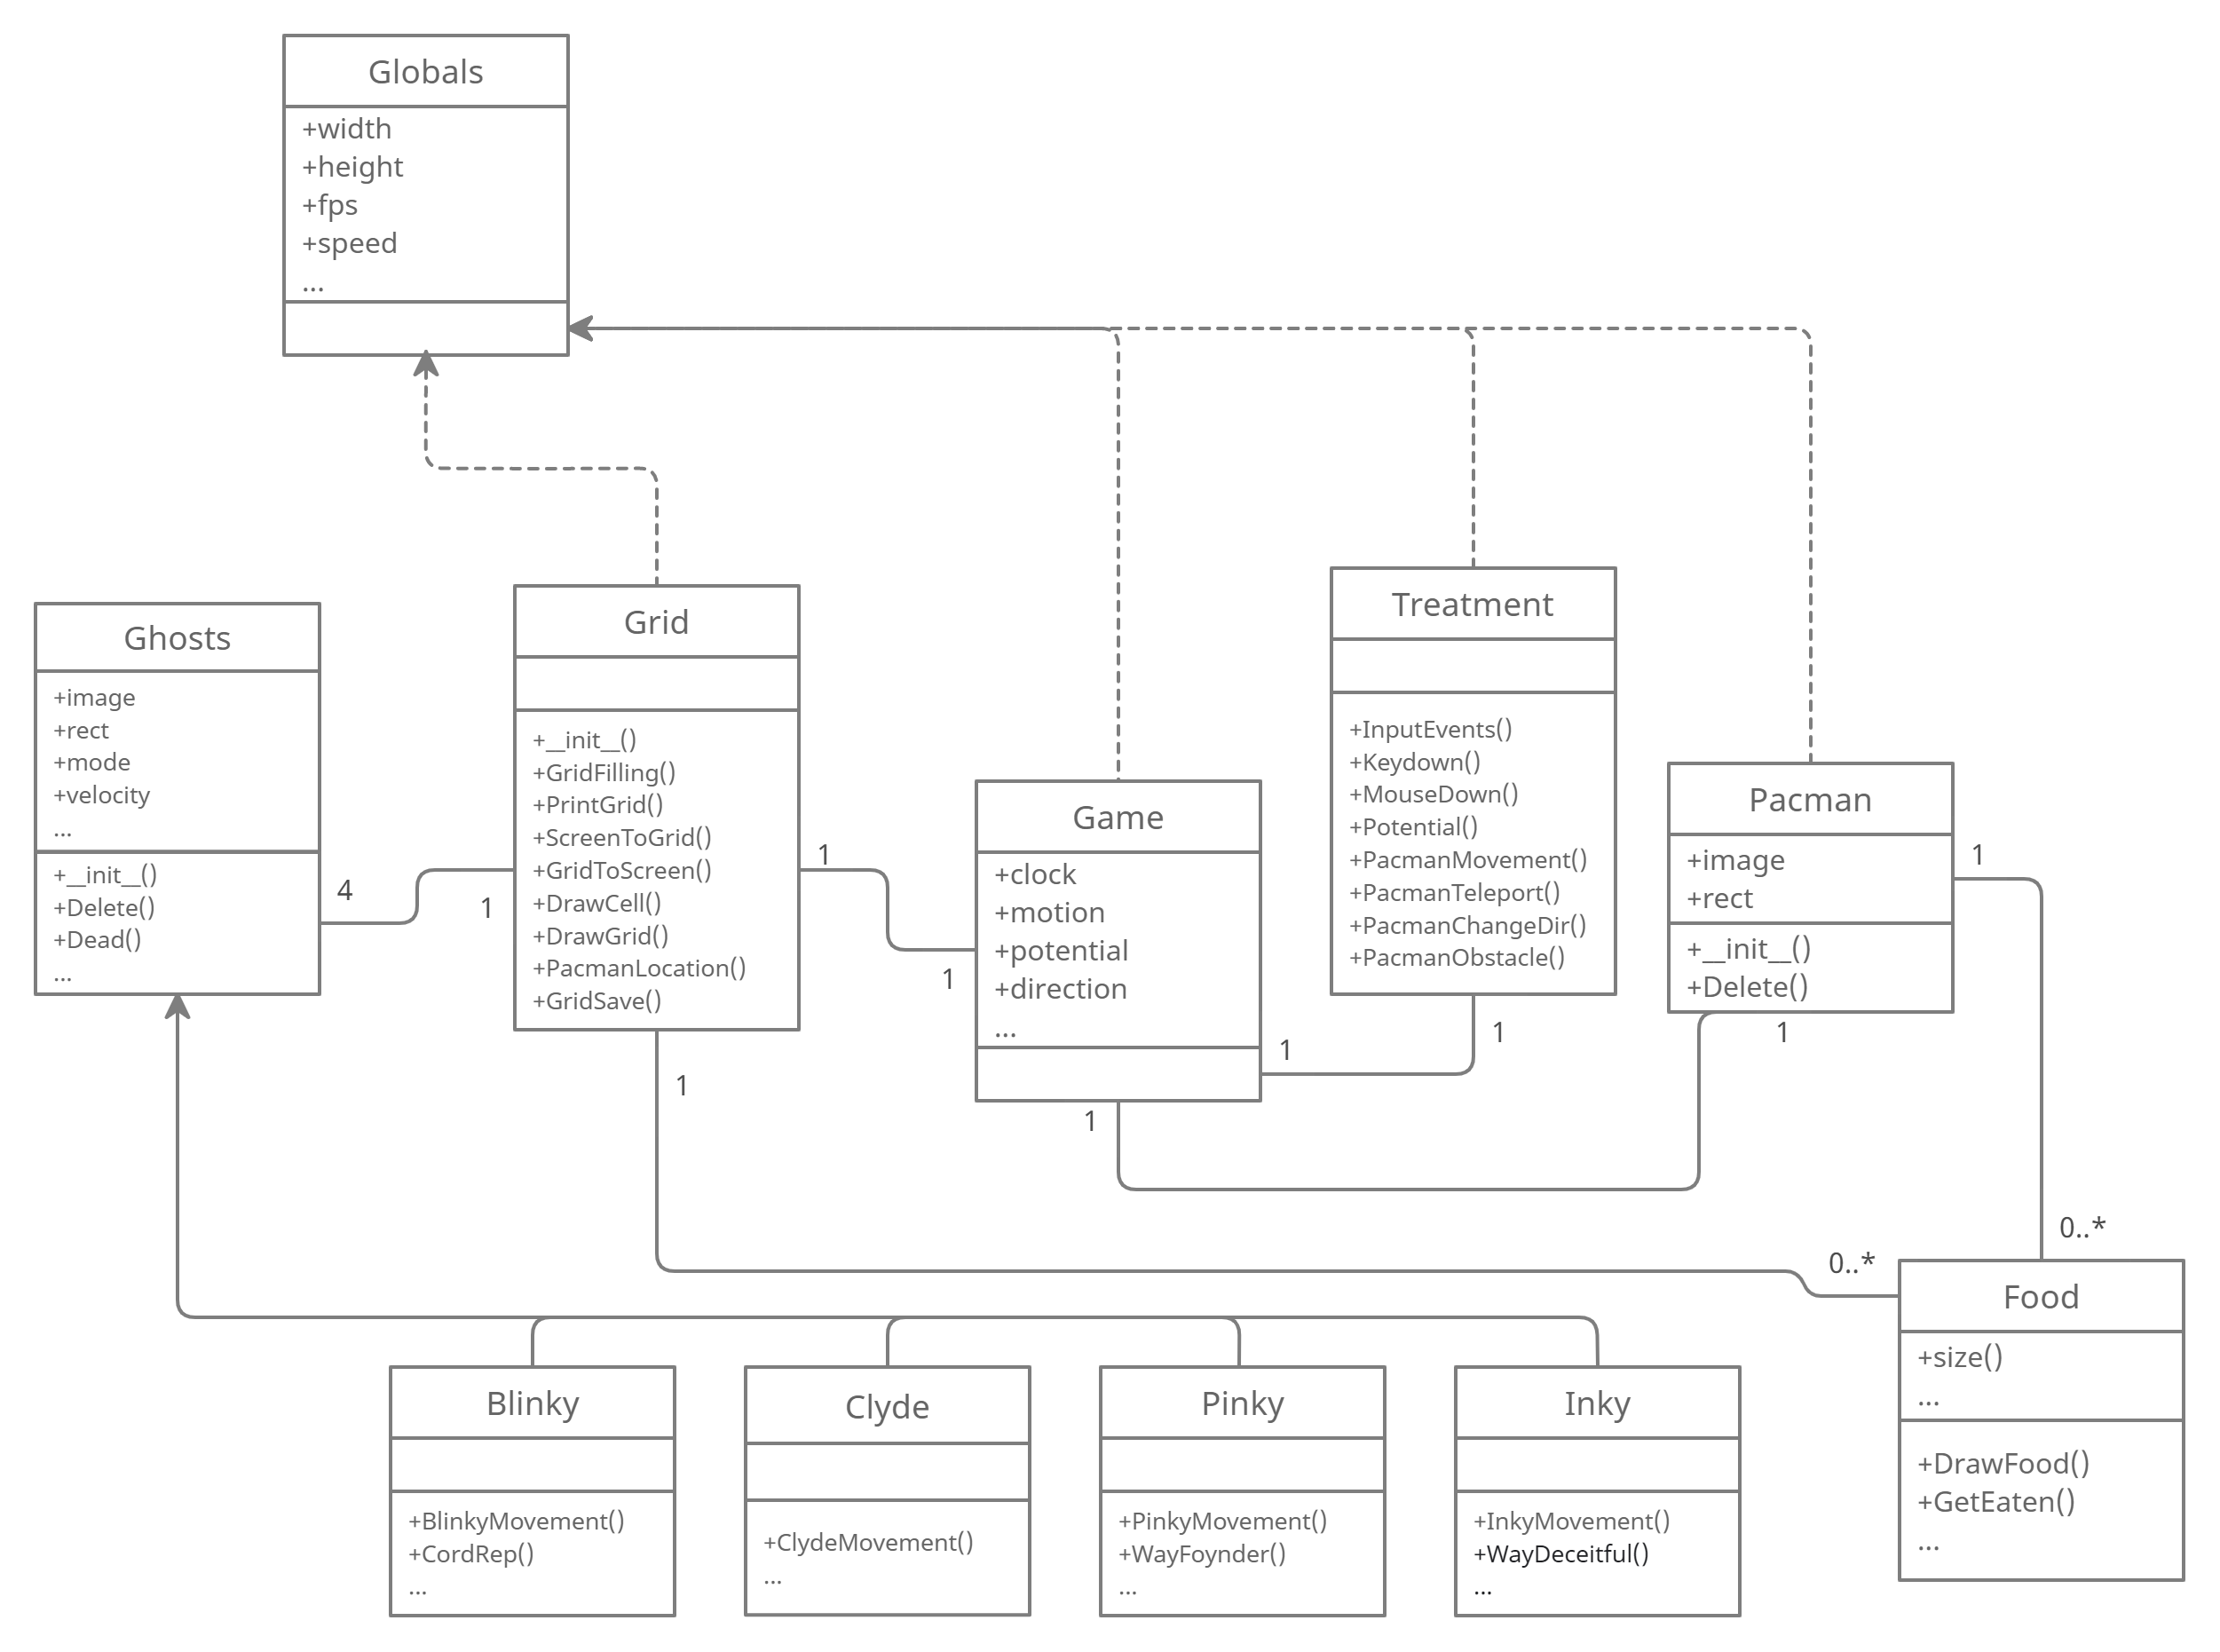 Globals
+width
+height
+fps
+speed
...
Ghosts
+image
+rect
+mode
+velocity
...
+__init__()
+Delete()
+Dead()
...
4
1
Grid
+__init__()
+GridFilling()
+PrintGrid()
+ScreenToGrid()
+GridToScreen()
+DrawCell()
+DrawGrid()
+PacmanLocation()
+GridSave()
1
1
1
Game
+clock
+motion
+potential
+direction
...
1
1
Treatment
+InputEvents()
+Keydown()
+MouseDown()
+Potential()
+PacmanMovement()
+PacmanTeleport()
+PacmanChangeDir()
+PacmanObstacle()
1
Pacman
+image
+rect
+__init__()
+Delete()
1
1
0..*
0..*
Food
+size()
...
+DrawFood()
+GetEaten()
...
Blinky
+BlinkyMovement()
+CordRep()
...
Clyde
+ClydeMovement()
...
Pinky
+PinkyMovement()
+WayFoynder()
...
Inky
+InkyMovement()
+WayDeceitful()
...